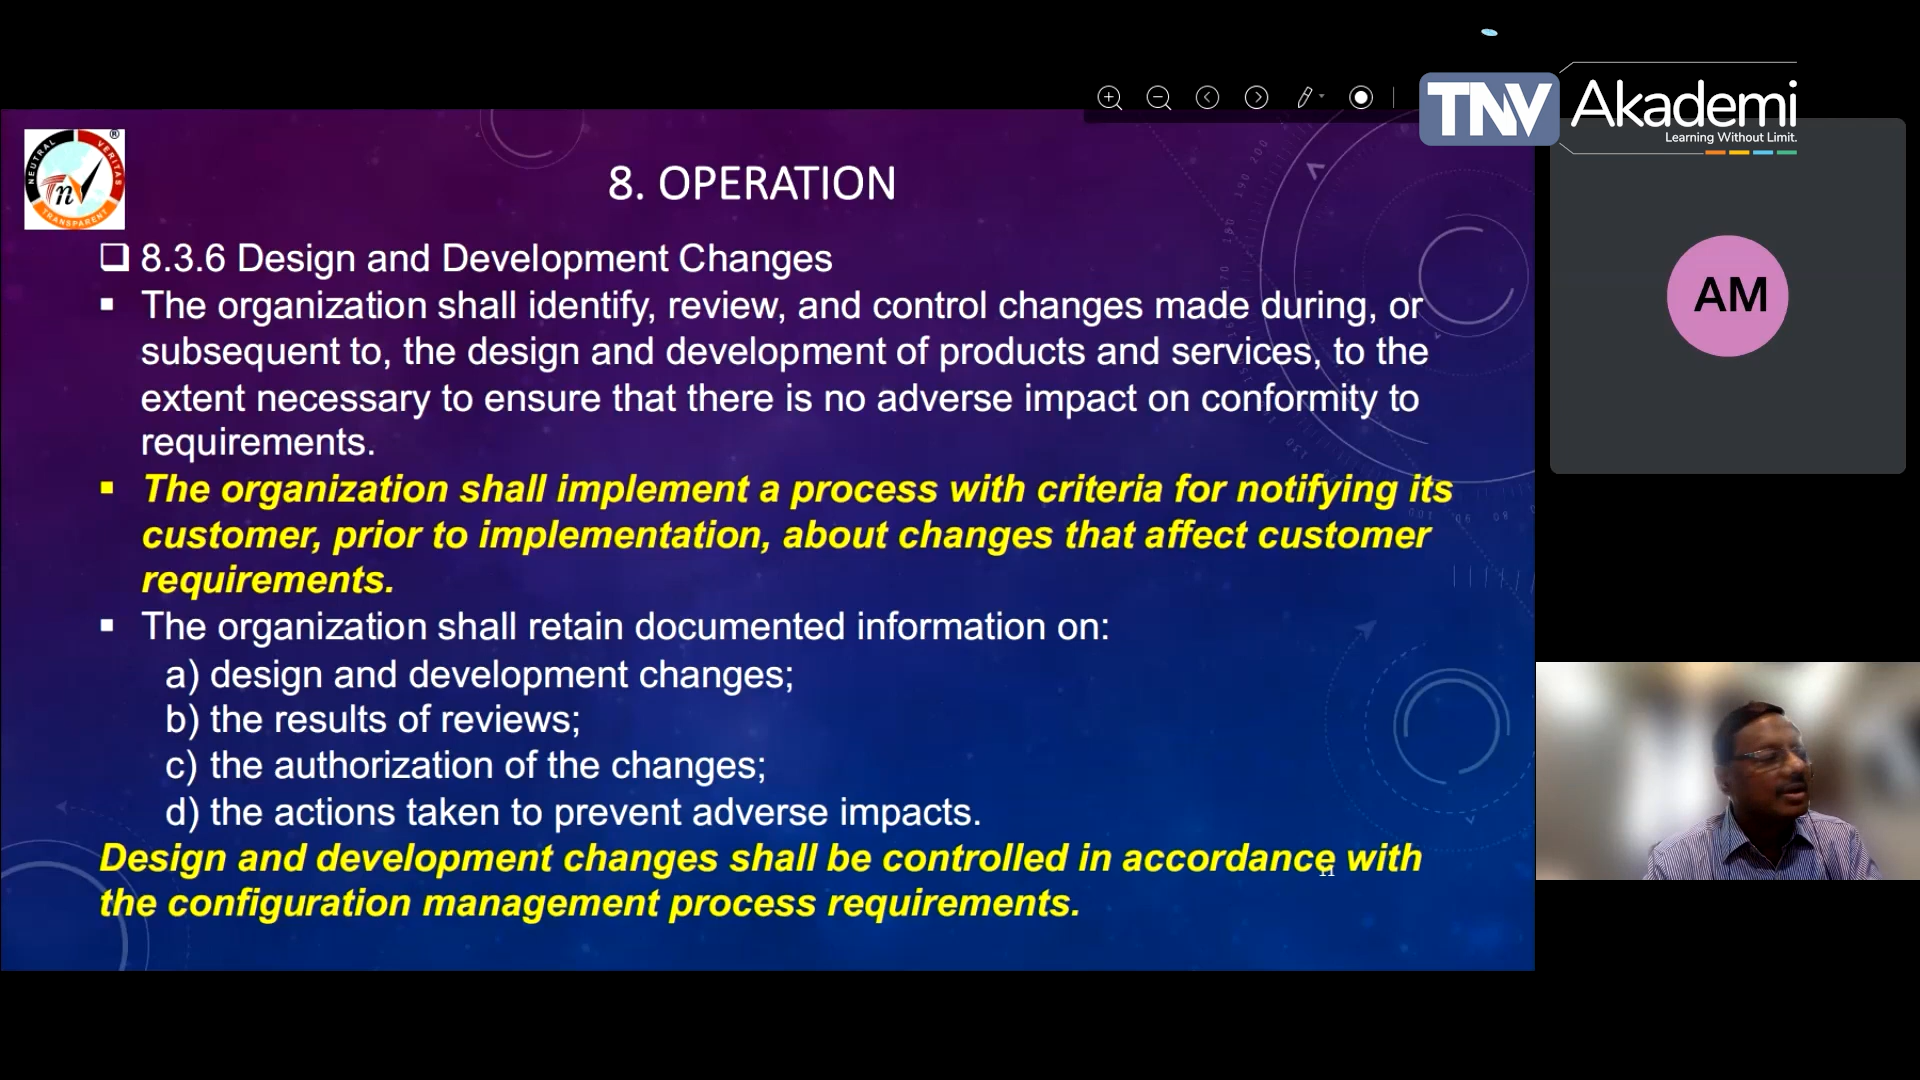 TNV Akademi
Learning Without Limit.
NEUTRAL
VERITAS
TRANSPARENT
TnV
®
8. OPERATION
8.3.6 Design and Development Changes
The organization shall identify, review, and control changes made during, or
subsequent to, the design and development of products and services, to the
extent necessary to ensure that there is no adverse impact on conformity to
requirements.
The organization shall implement a process with criteria for notifying its
customer, prior to implementation, about changes that affect customer
requirements.
The organization shall retain documented information on:
a) design and development changes;
b) the results of reviews;
c) the authorization of the changes;
d) the actions taken to prevent adverse impacts.
Design and development changes shall be controlled in accordance with
the configuration management process requirements.
11
AM